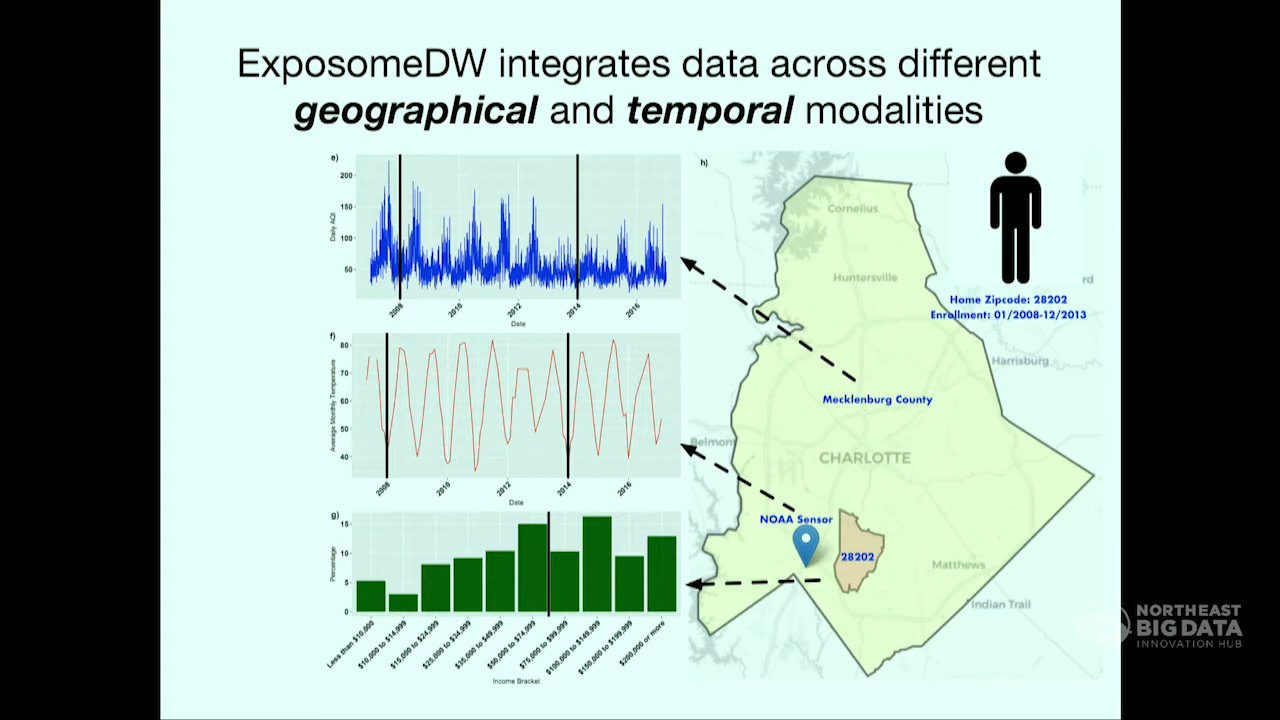 ExposomeDW integrates data across different
geographical and temporal modalities
e)
200
150
100
50
Daily AQI
2008
2010
2012
2014
2016
Date
f)
80
70
60
50
40
Average Monthly Temperature
2008
2010
2012
2014
2016
Date
g)
15
10
5
0
Percentage
Less than $10,000
$10,000 to $14,999
$15,000 to $24,999
$25,000 to $34,999
$35,000 to $49,999
$50,000 to $74,999
$75,000 to $99,999
$100,000 to $149,999
$150,000 to $199,999
$200,000 or more
Income Bracket
h)
Cornelius
Huntersville
rd
Home Zipcode: 28202
Enrollment: 01/2008-12/2013
Harrisburg
Mecklenburg County
Belmont
CHARLOTTE
NOAA Sensor
28202
Matthews
Indian Trail
NORTHEAST
BIG DATA
INNOVATION HUB